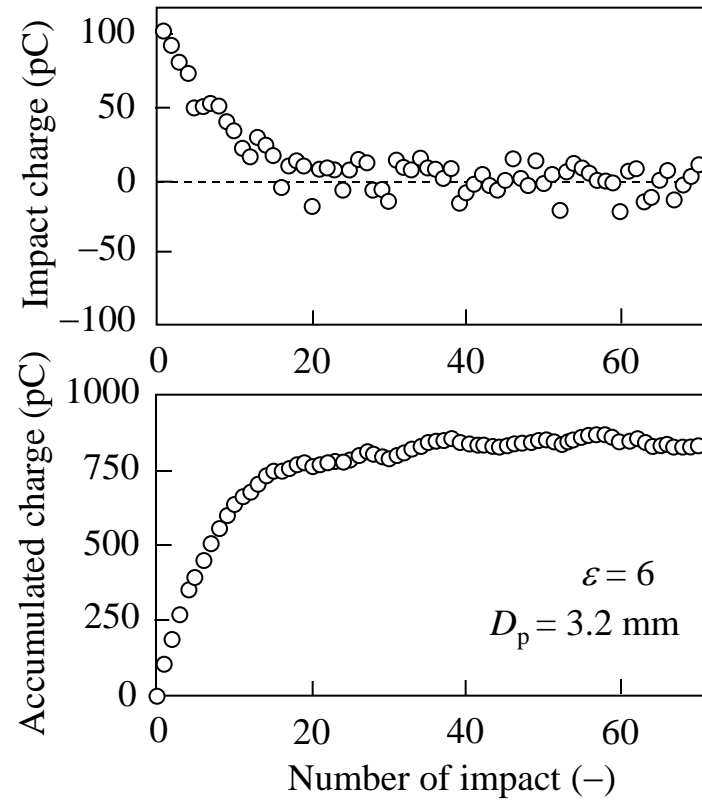 Impact charge (pC)
100
50
0
−50
−100
0 20 40 60
Accumulated charge (pC)
1000
750
500
250
0
ε = 6
Dp = 3.2 mm
0 20 40 60
Number of impact (–)